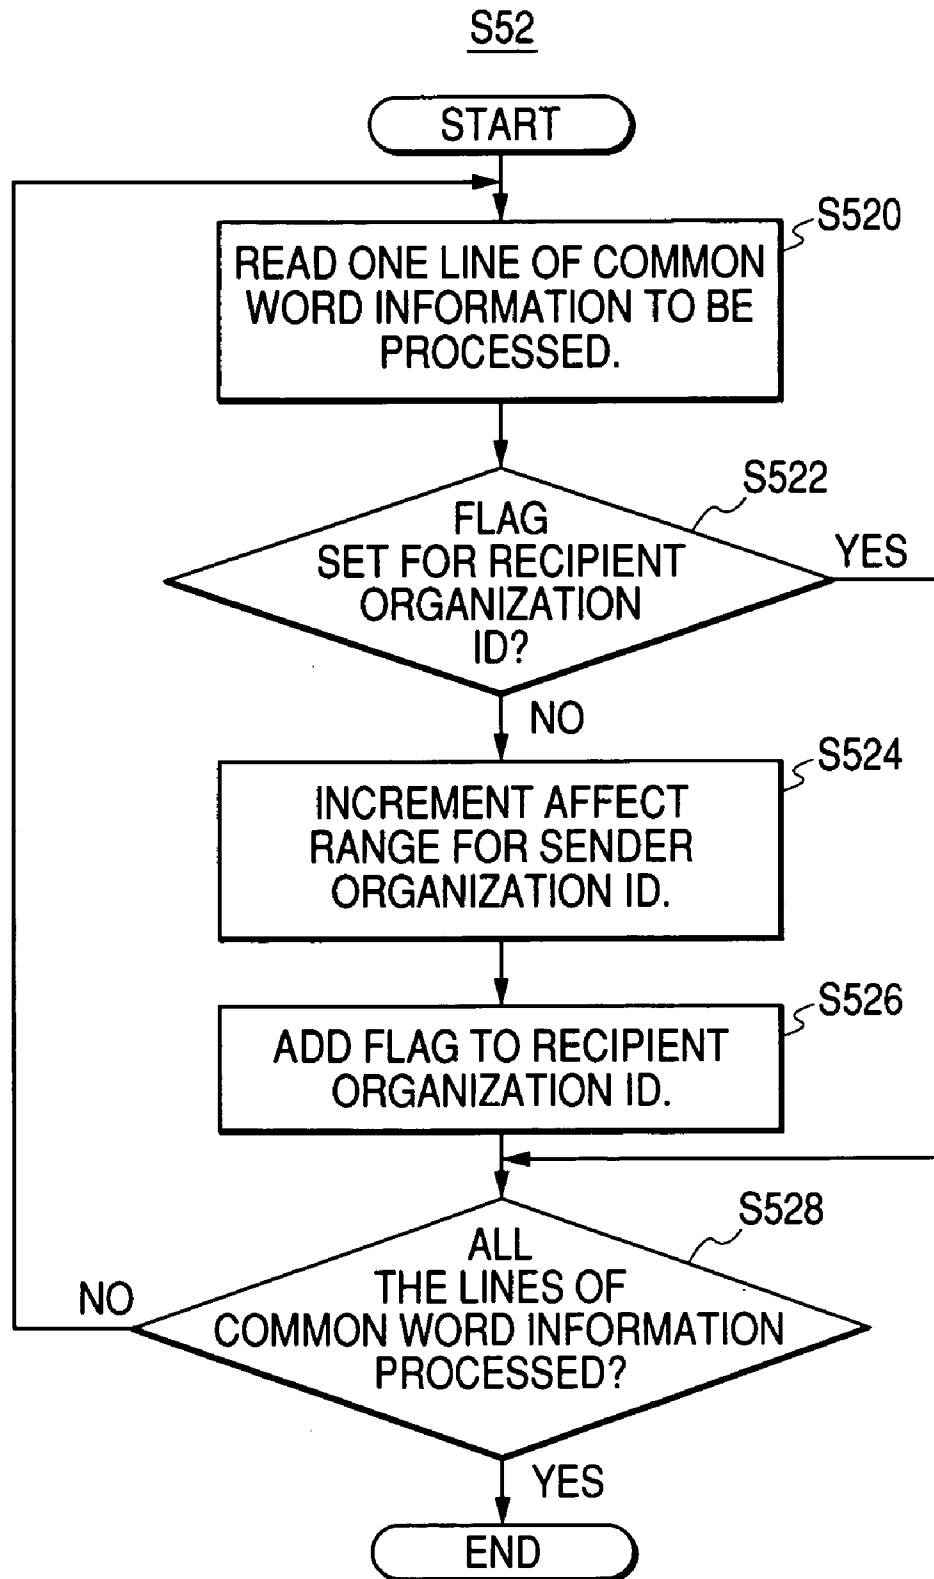 S52
START
S520
READ ONE LINE OF COMMON
WORD INFORMATION TO BE
PROCESSED.
S522
FLAG
SET FOR RECIPIENT
ORGANIZATION
ID?
YES
NO
S524
INCREMENT AFFECT
RANGE FOR SENDER
ORGANIZATION ID.
S526
ADD FLAG TO RECIPIENT
ORGANIZATION ID.
S528
ALL
THE LINES OF
COMMON WORD INFORMATION
PROCESSED?
NO
YES
END